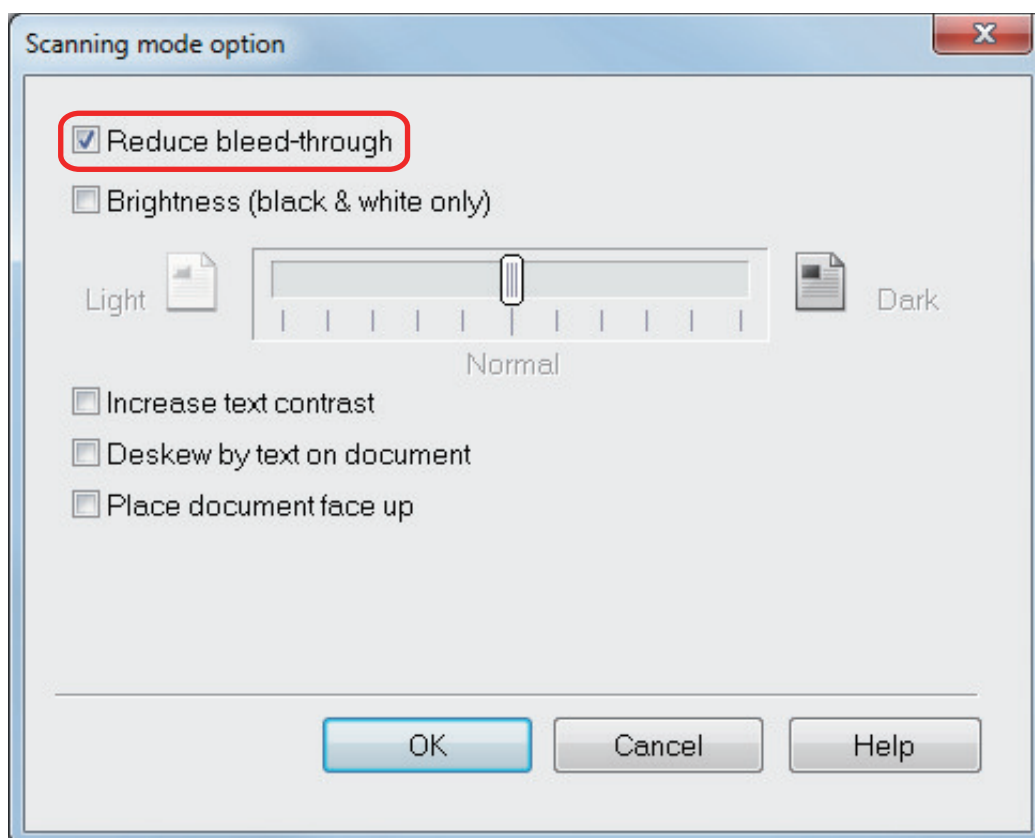 Scanning mode option
Reduce bleed-through
Brightness (black & white only)
Light
Dark
Normal
Increase text contrast
Deskew by text on document
Place document face up
OK Cancel Help